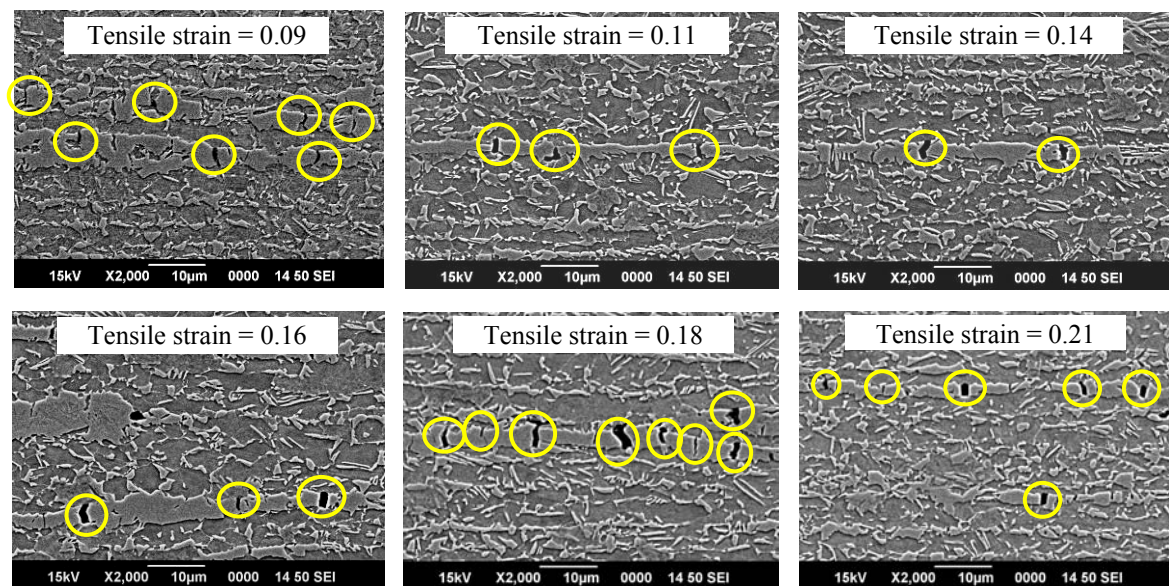 Tensile strain = 0.09
15kV X2,000 10µm 0000 14 50 SEI
Tensile strain = 0.11
15kV X2,000 10µm 0000 14 50 SEI
Tensile strain = 0.14
15kV X2,000 10µm 0000 14 50 SEI
Tensile strain = 0.16
15kV X2,000 10µm 0000 14 50 SEI
Tensile strain = 0.18
15kV X2,000 10µm 0000 14 50 SEI
Tensile strain = 0.21
15kV X2,000 10µm 0000 14 50 SEI